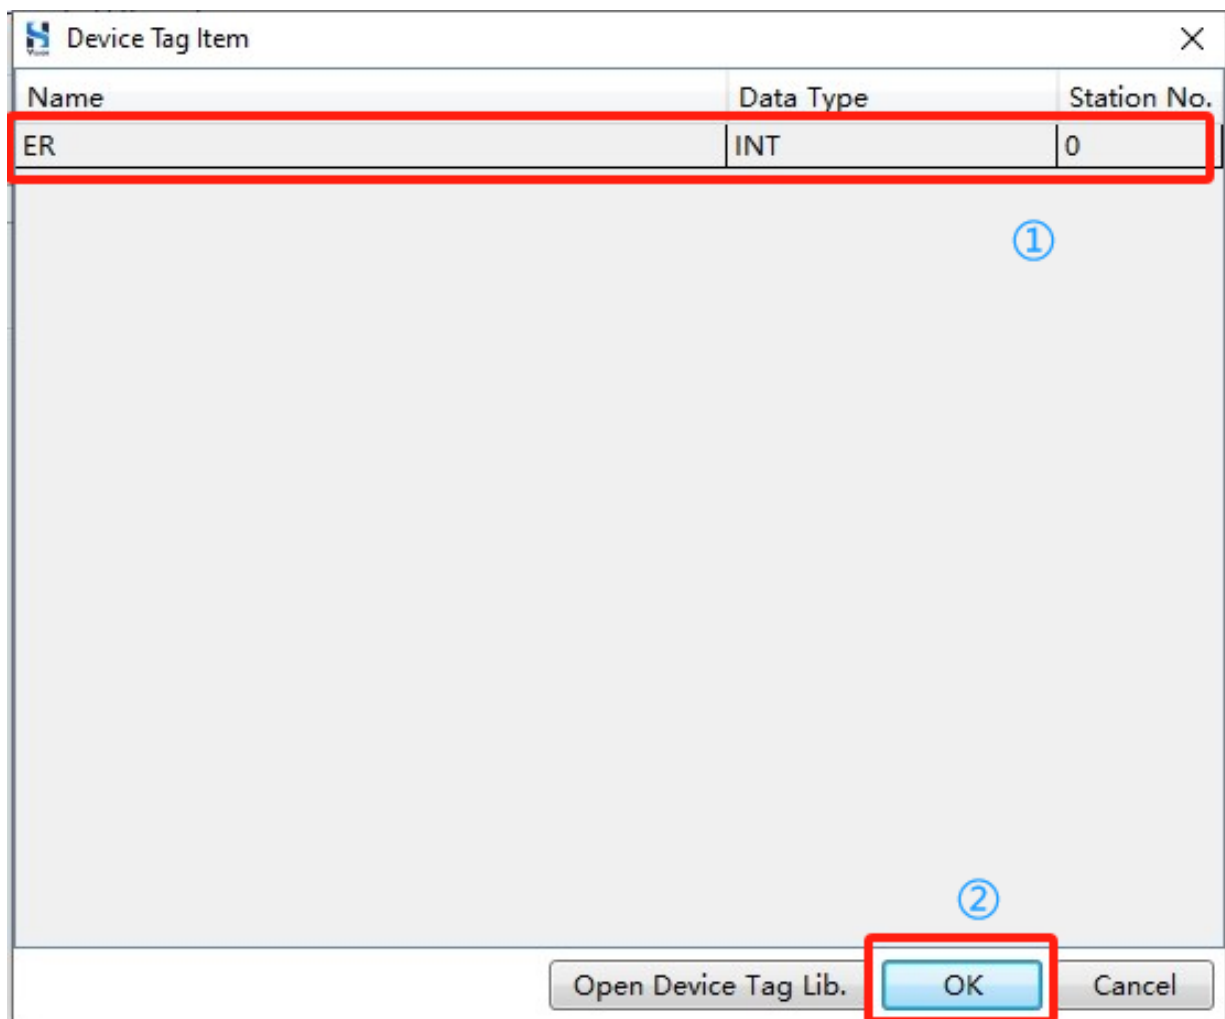 Device Tag Item
Name Data Type Station No.
ER INT 0
①
②
Open Device Tag Lib. OK Cancel